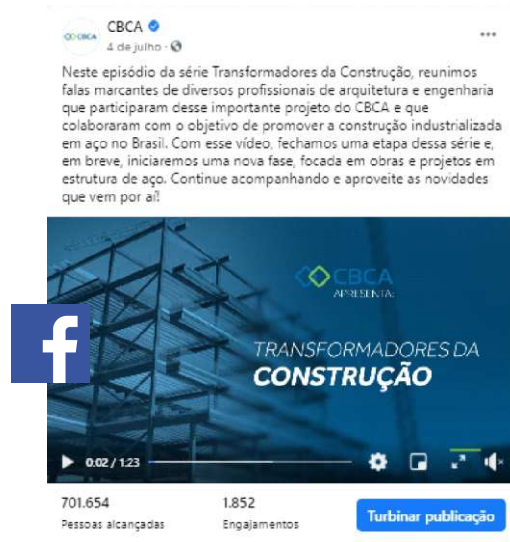 CBCA
CBCA
4 de julho
Neste episódio da série Transformadores da Construção, reunimos
falas marcantes de diversos profissionais de arquitetura e engenharia
que participaram desse importante projeto do CBCA e que
colaboraram com o objetivo de promover a construção industrializada
em aço no Brasil. Com esse vídeo, fechamos uma etapa dessa série e,
em breve, iniciaremos uma nova fase, focada em obras e projetos em
estrutura de aço. Continue acompanhando e aproveite as novidades
que vem por aí!
CBCA
APRESENTA:
TRANSFORMADORES DA
CONSTRUÇÃO
f
0:02 / 1:23
701.654
1.852
Pessoas alcançadas
Engajamentos
Turbinar publicação